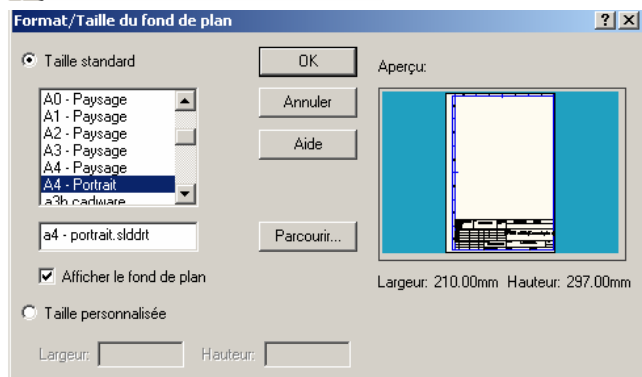 Format/Taille du fond de plan
Taille standard
OK
Aperçu:
A0 - Paysage
A1 - Paysage
A2 - Paysage
A3 - Paysage
A4 - Paysage
A4 - Portrait
a3h cadware
Annuler
Aide
a4 - portrait.slddrt
Parcourir...
Afficher le fond de plan
Largeur: 210.00mm Hauteur: 297.00mm
Taille personnalisée
Largeur:
Hauteur: